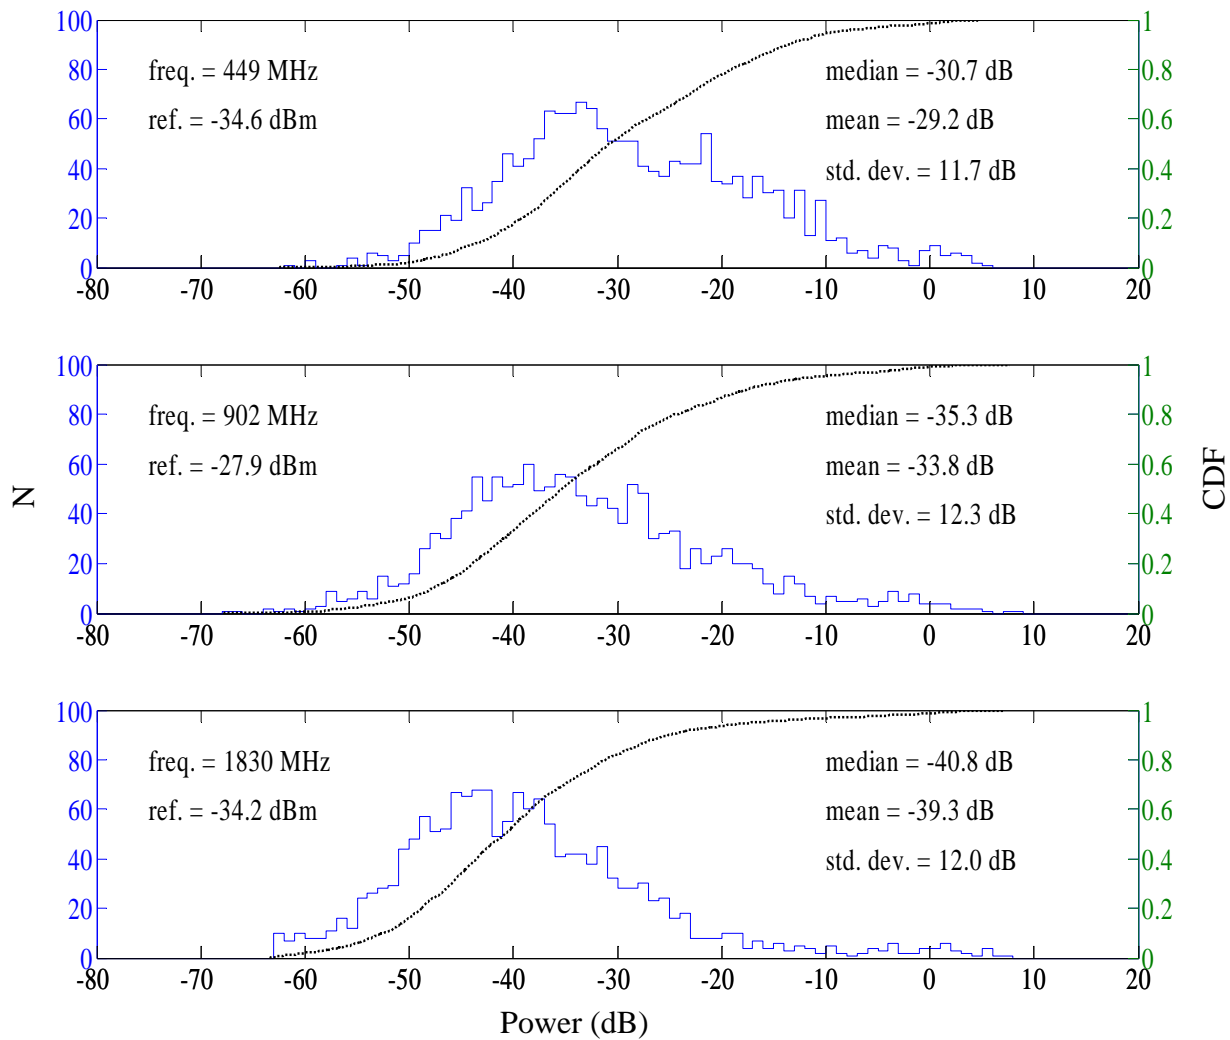 100
80
60
40
20
0
1
0.8
0.6
0.4
0.2
0
freq. = 449 MHz
ref. = -34.6 dBm
median = -30.7 dB
mean = -29.2 dB
std. dev. = 11.7 dB
-80 -70 -60 -50 -40 -30 -20 -10 0 10 20
100
80
60
40
20
0
1
0.8
0.6
0.4
0.2
0
freq. = 902 MHz
ref. = -27.9 dBm
median = -35.3 dB
mean = -33.8 dB
std. dev. = 12.3 dB
-80 -70 -60 -50 -40 -30 -20 -10 0 10 20
N
CDF
100
80
60
40
20
0
1
0.8
0.6
0.4
0.2
0
freq. = 1830 MHz
ref. = -34.2 dBm
median = -40.8 dB
mean = -39.3 dB
std. dev. = 12.0 dB
-80 -70 -60 -50 -40 -30 -20 -10 0 10 20
Power (dB)